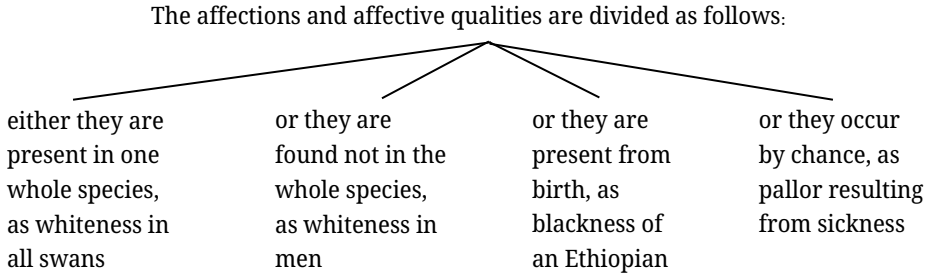 The affections and affective qualities are divided as follows:
either they are
present in one
whole species,
as whiteness in
all swans
or they are
found not in the
whole species,
as whiteness in
men
or they are
present from
birth, as
blackness of
an Ethiopian
or they occur
by chance, as
pallor resulting
from sickness